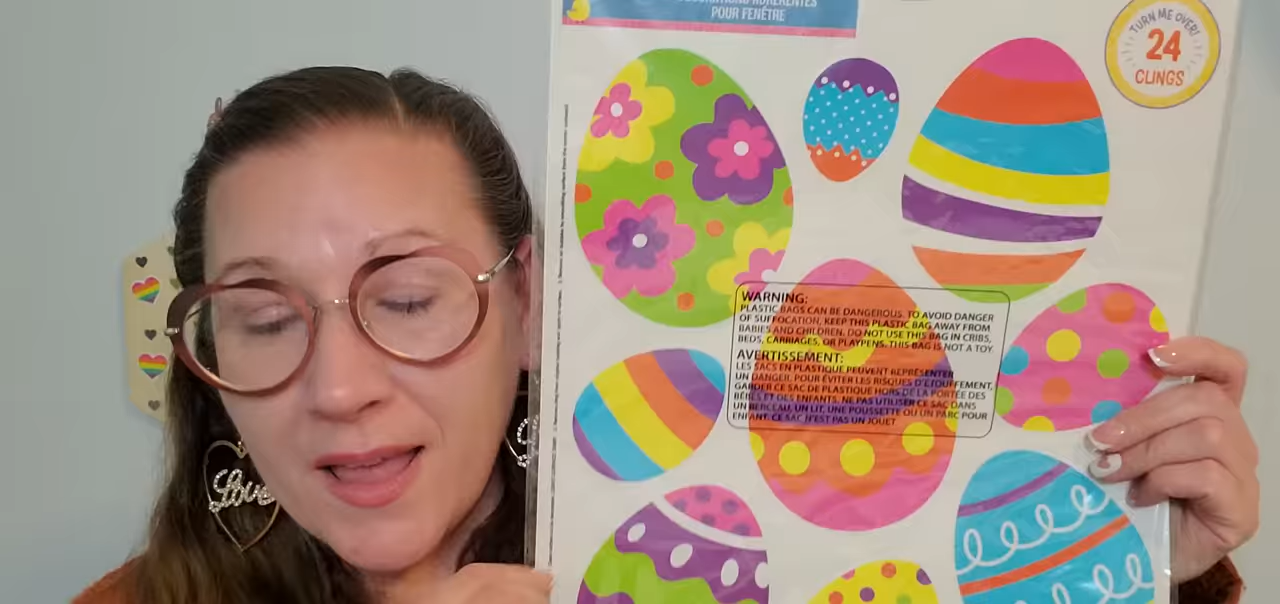 DÉCORATIONS ADHÉRENTES
POUR FENÊTRE
TURN ME OVER!
24
CLINGS
WARNING:
PLASTIC BAGS CAN BE DANGEROUS. TO AVOID DANGER
OF SUFFOCATION, KEEP THIS PLASTIC BAG AWAY FROM
BABIES AND CHILDREN. DO NOT USE THIS BAG IN CRIBS,
BEDS, CARRIAGES, OR PLAYPENS. THIS BAG IS NOT A TOY.
AVERTISSEMENT:
LES SACS EN PLASTIQUE PEUVENT REPRÉSENTER
UN DANGER. POUR ÉVITER LES RISQUES D'ÉTOUFFEMENT,
GARDER CE SAC DE PLASTIQUE HORS DE LA PORTÉE DES
BÉBÉS ET DES ENFANTS. NE PAS UTILISER CE SAC DANS
UN BERCEAU, UN LIT, UNE POUSSETTE OU UN PARC POUR
ENFANT. CE SAC N'EST PAS UN JOUET
Love